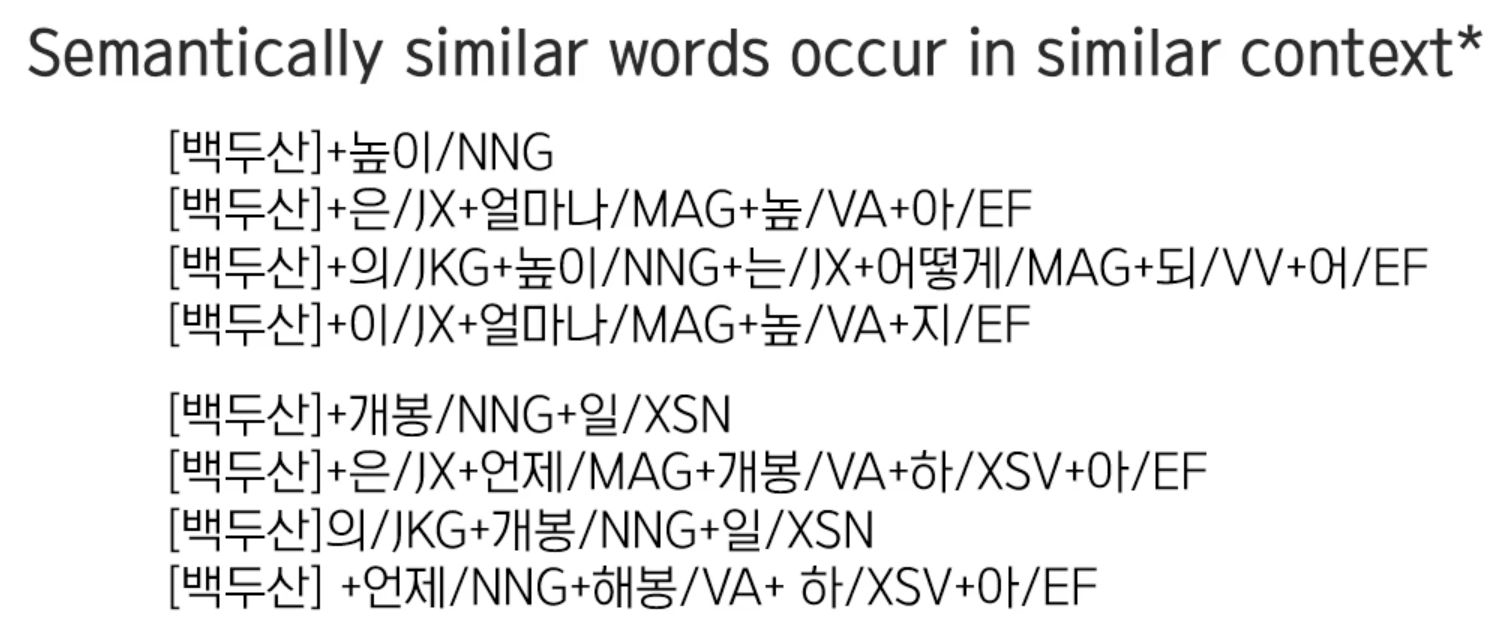 Semantically similar words occur in similar context*
[백두산]+높이/NNG
[백두산]+은/JX+얼마나/MAG+높/VA+아/EF
[백두산]+의/JKG+높이/NNG+는/JX+어떻게/MAG+되/VV+어/EF
[백두산]+이/JX+얼마나/MAG+높/VA+지/EF
[백두산]+개봉/NNG+일/XSN
[백두산]+은/JX+언제/MAG+개봉/VA+하/XSV+아/EF
[백두산]의/JKG+개봉/NNG+일/XSN
[백두산] +언제/NNG+해봉/VA+ 하/XSV+아/EF